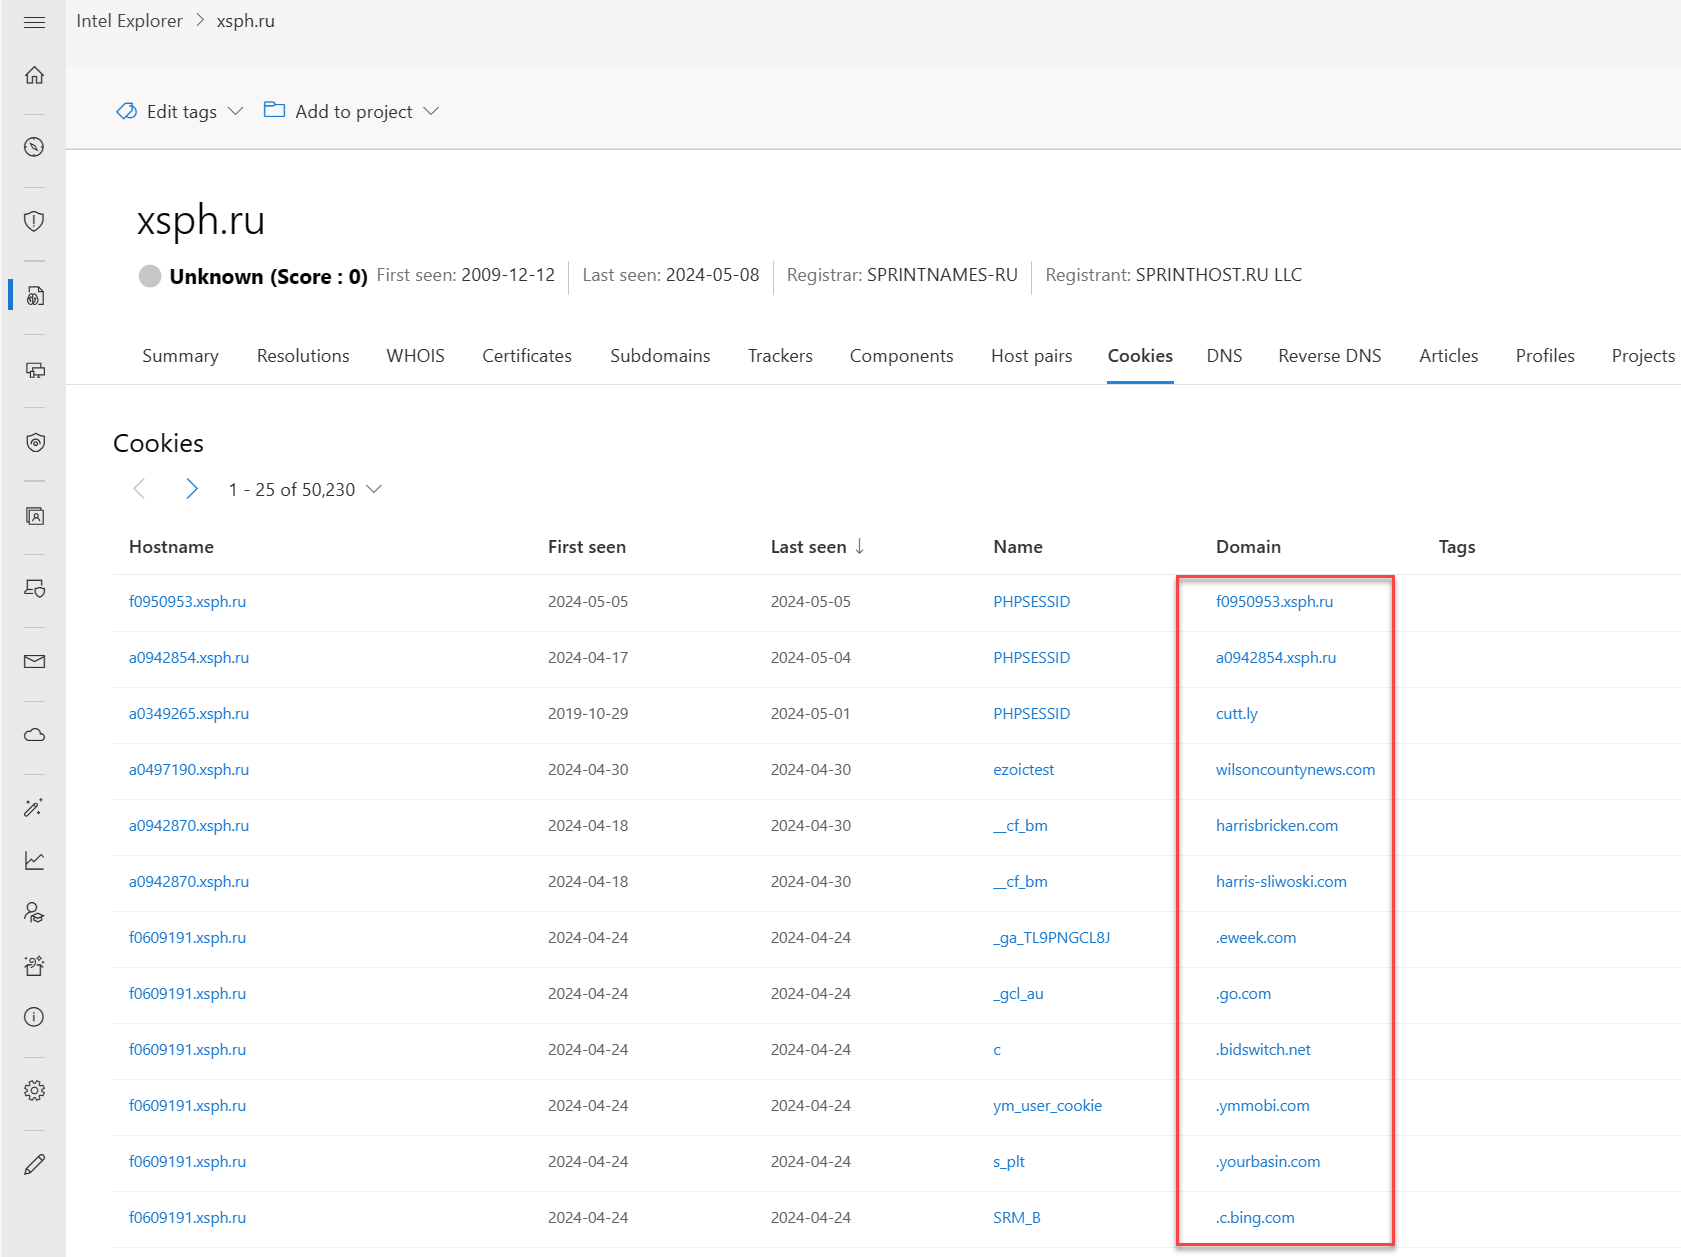 Intel Explorer > xsph.ru
Edit tags Add to project
xsph.ru
Unknown (Score : 0) First seen: 2009-12-12 Last seen: 2024-05-08 Registrar: SPRINTNAMES-RU Registrant: SPRINTHOST.RU LLC
Summary Resolutions WHOIS Certificates Subdomains Trackers Components Host pairs Cookies DNS Reverse DNS Articles Profiles Projects
Cookies
1 - 25 of 50,230
Hostname First seen Last seen ↓ Name Domain Tags
f0950953.xsph.ru 2024-05-05 2024-05-05 PHPSESSID f0950953.xsph.ru
a0942854.xsph.ru 2024-04-17 2024-05-04 PHPSESSID a0942854.xsph.ru
a0349265.xsph.ru 2019-10-29 2024-05-01 PHPSESSID cutt.ly
a0497190.xsph.ru 2024-04-30 2024-04-30 ezoictest wilsoncountynews.com
a0942870.xsph.ru 2024-04-18 2024-04-30 __cf_bm harrisbricken.com
a0942870.xsph.ru 2024-04-18 2024-04-30 __cf_bm harris-sliwoski.com
f0609191.xsph.ru 2024-04-24 2024-04-24 _ga_TL9PNGCL8J .eweek.com
f0609191.xsph.ru 2024-04-24 2024-04-24 _gcl_au .go.com
f0609191.xsph.ru 2024-04-24 2024-04-24 c .bidswitch.net
f0609191.xsph.ru 2024-04-24 2024-04-24 ym_user_cookie .ymmobi.com
f0609191.xsph.ru 2024-04-24 2024-04-24 s_plt .yourbasin.com
f0609191.xsph.ru 2024-04-24 2024-04-24 SRM_B .c.bing.com